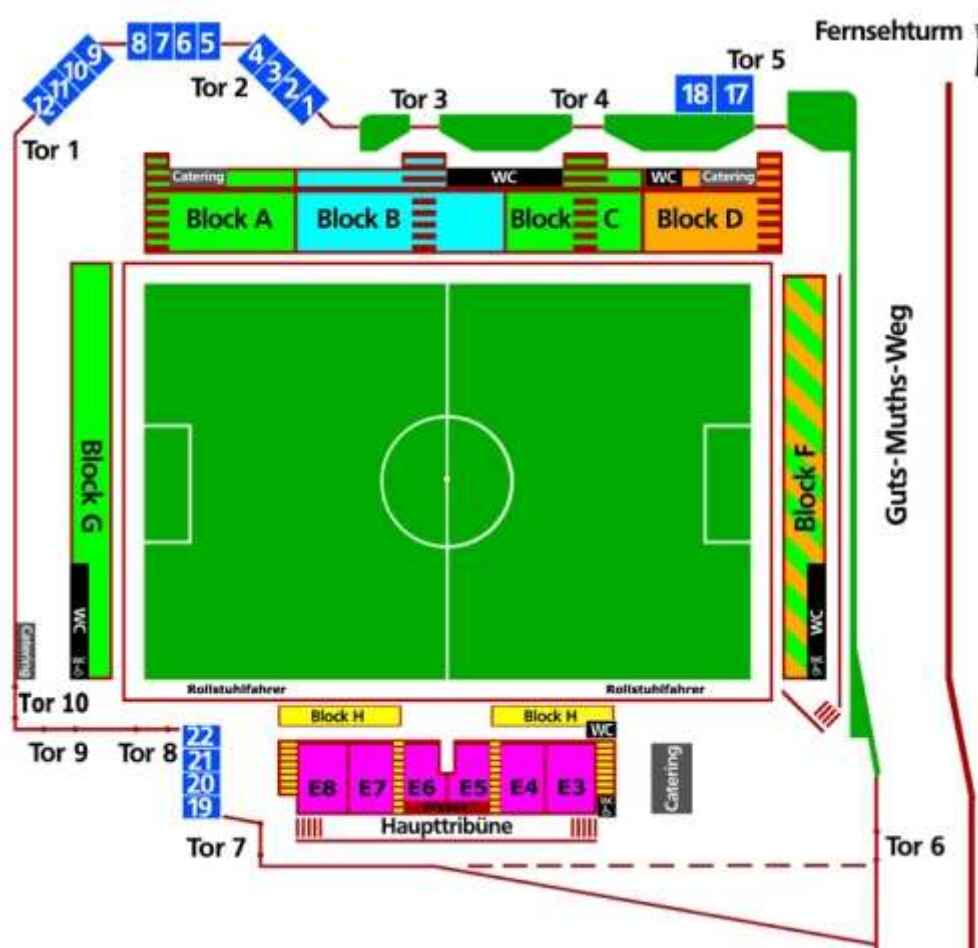 Fernsehturm
9
10
11
12
8 7 6 5
4
3
2
1
Tor 1
Tor 2
Tor 3
Tor 4
Tor 5
18 17
Catering
WC
WC
Catering
Block A
Block B
Block C
Block D
Block G
WC
Block F
WC
Guts-Muths-Weg
Catering
Rollstuhlfahrer
Rollstuhlfahrer
Tor 10
Tor 9
Tor 8
22
21
20
19
Block H
Block H
WC
E8 E7 E6 E5 E4 E3
Catering
Haupttribüne
Tor 7
Tor 6